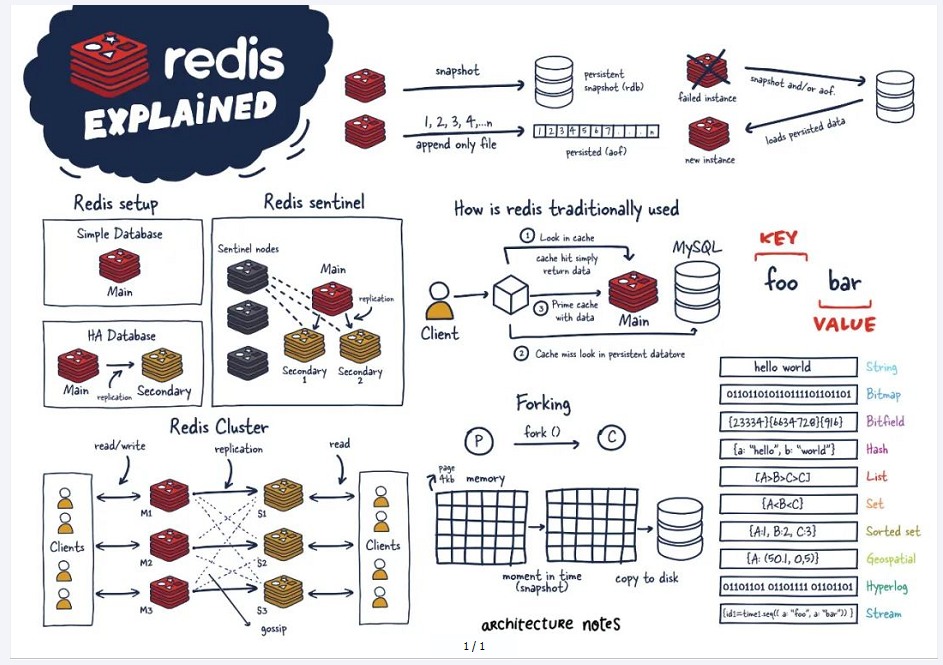 redis
EXPLAINED
snapshot
persistent
snapshot (rdb)
1, 2, 3, 4,...n
append only file
1 2 3 4 5 6 7 . . . n
persisted (aof)
failed instance
snapshot and/or aof.
loads persisted data
new instance
Redis setup
Simple Database
Main
HA Database
Main
replication
Secondary
Redis sentinel
Sentinel nodes
Main
replication
Secondary
1
Secondary
2
How is redis traditionally used
1 Look in cache
cache hit simply
return data
MySQL
3 Prime cache
with data
Main
Client
2 Cache miss look in persistent datatore
KEY
foo bar
VALUE
hello world String
01101101011011110110110 Bitmap
{23334}{6634728}{916} Bitfield
{a: "hello", b: "world"} Hash
[A>B>C>C] List
{A<B<C} Set
{A:1, B:2, C:3} Sorted set
{A: (50.1, 0,5)} Geospatial
01101101 01101111 01101101 Hyperlog
{id1=time1.seq(( a: "foo", a: "bar")) } Stream
Redis Cluster
read/write
replication
read
Clients
M1
M2
M3
S1
S2
S3
Clients
gossip
Forking
P
fork ()
C
page
4kb
memory
moment in time
(snapshot)
copy to disk
architecture notes
1 / 1